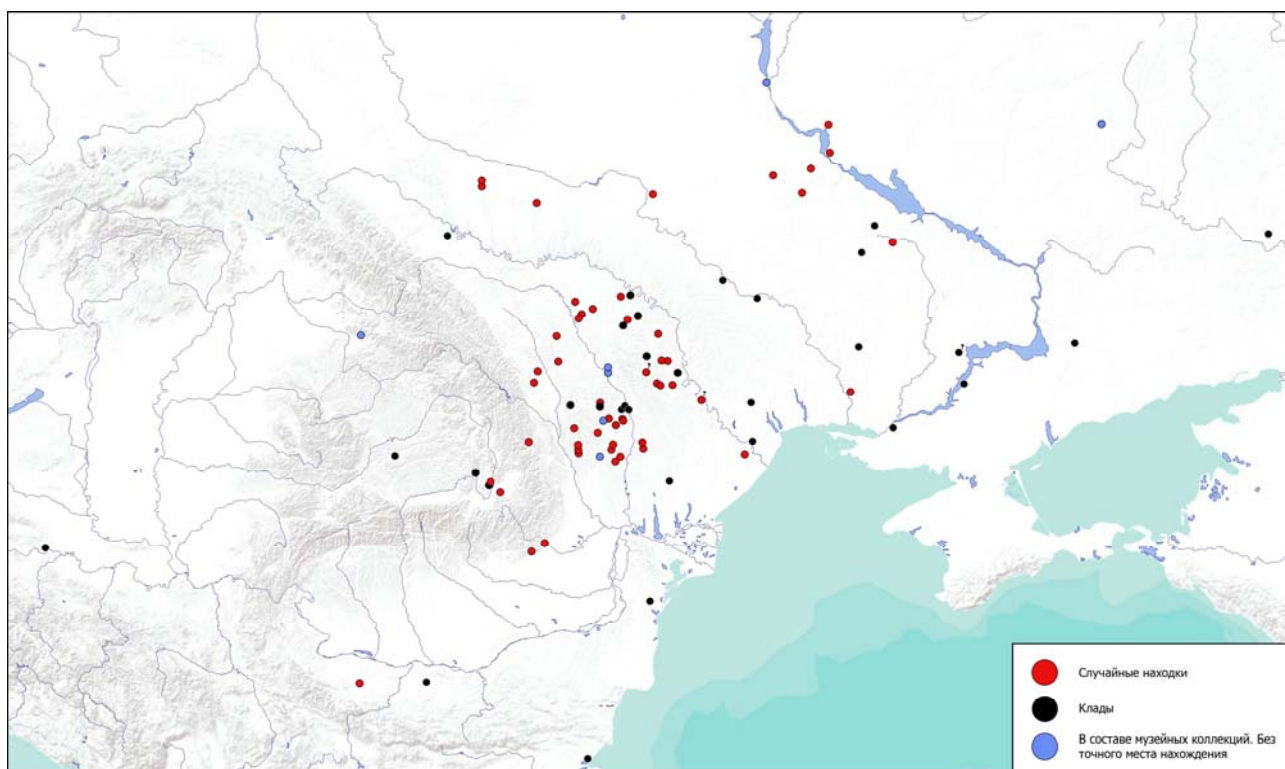 Случайные находки
Клады
В составе музейных коллекций. Без
точного места нахождения